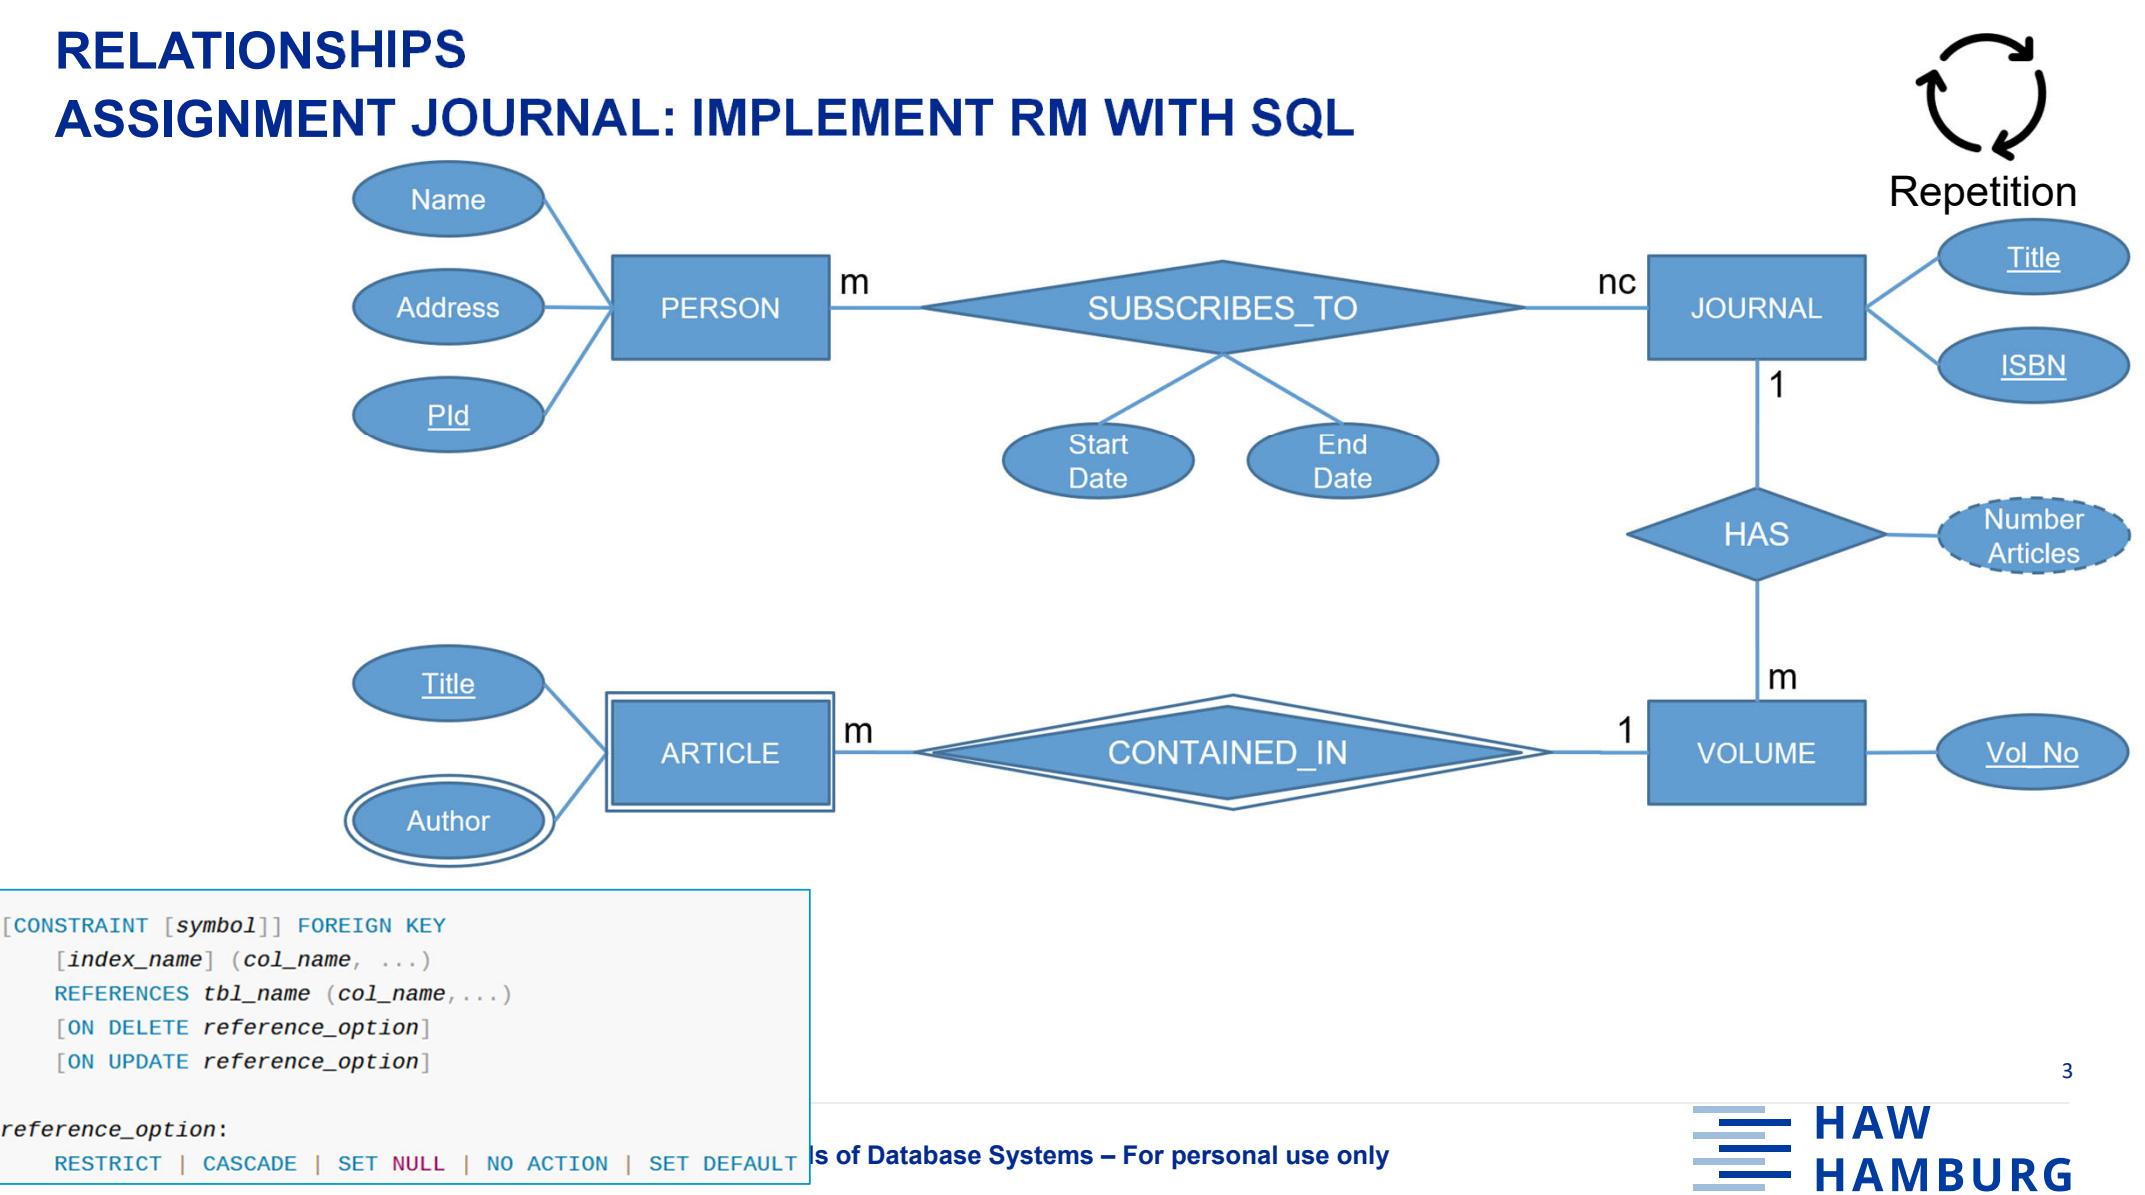 RELATIONSHIPS
ASSIGNMENT JOURNAL: IMPLEMENT RM WITH SQL
Repetition
Name
Address
PId
PERSON
m
SUBSCRIBES_TO
nc
JOURNAL
Title
ISBN
Start
Date
End
Date
1
HAS
Number
Articles
m
Title
Author
ARTICLE
m
CONTAINED_IN
1
VOLUME
Vol_No
[CONSTRAINT [symbol]] FOREIGN KEY
[index_name] (col_name, ...)
REFERENCES tbl_name (col_name,...)
[ON DELETE reference_option]
[ON UPDATE reference_option]
reference_option:
RESTRICT | CASCADE | SET NULL | NO ACTION | SET DEFAULT
3
ls of Database Systems – For personal use only
HAW
HAMBURG